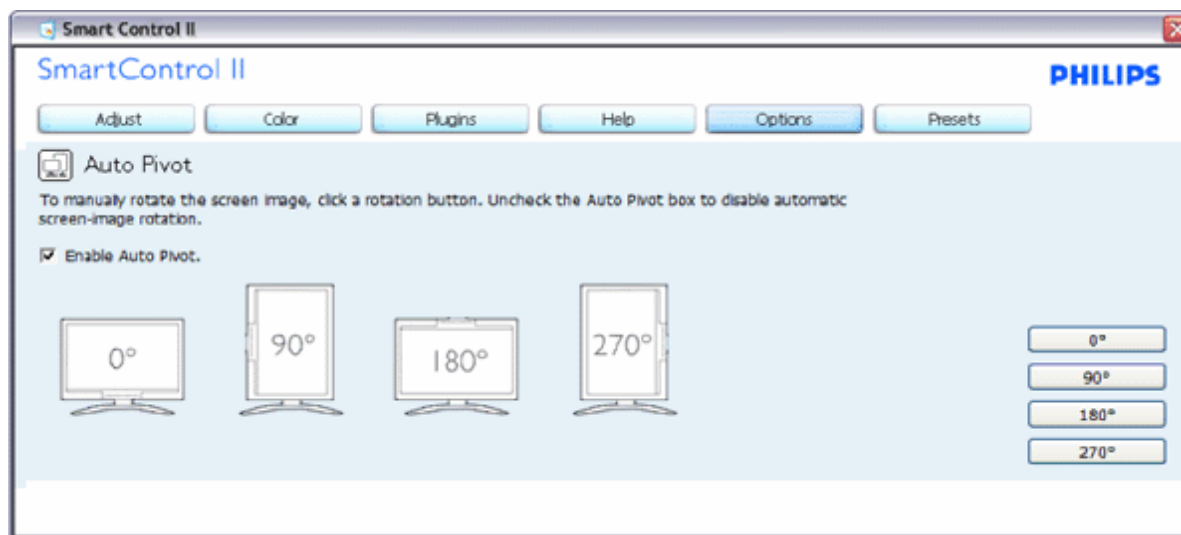 Smart Control II
SmartControl II
PHILIPS
Adjust Color Plugins Help Options Presets
Auto Pivot
To manually rotate the screen image, click a rotation button. Uncheck the Auto Pivot box to disable automatic
screen-image rotation.
Enable Auto Pivot.
0° 90° 180° 270°
0°
90°
180°
270°